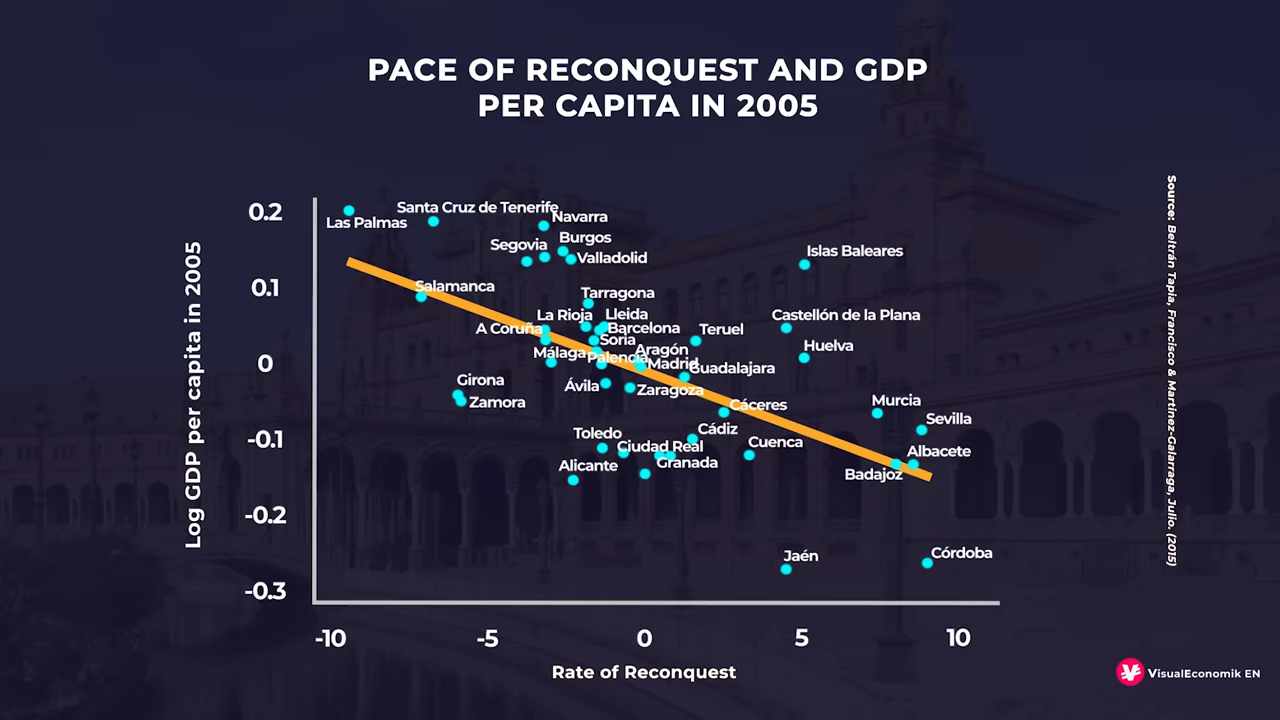 PACE OF RECONQUEST AND GDP
PER CAPITA IN 2005
Log GDP per capita in 2005
0.2
0.1
0
-0.1
-0.2
-0.3
Las Palmas
Santa Cruz de Tenerife
Navarra
Segovia
Burgos
Valladolid
Islas Baleares
Salamanca
Tarragona
La Rioja
Lleida
Castellón de la Plana
A Coruña
Barcelona
Teruel
Soria
Huelva
Málaga
Palencia
Aragón
Madrid
Guadalajara
Girona
Ávila
Zaragoza
Zamora
Cáceres
Murcia
Sevilla
Toledo
Cádiz
Ciudad Real
Cuenca
Albacete
Alicante
Granada
Badajoz
Jaén
Córdoba
-10
-5
0
5
10
Rate of Reconquest
Source: Beltrán Tapia, Francisco & Martinez-Galarraga, Julio. (2015)
VisualEconomik EN